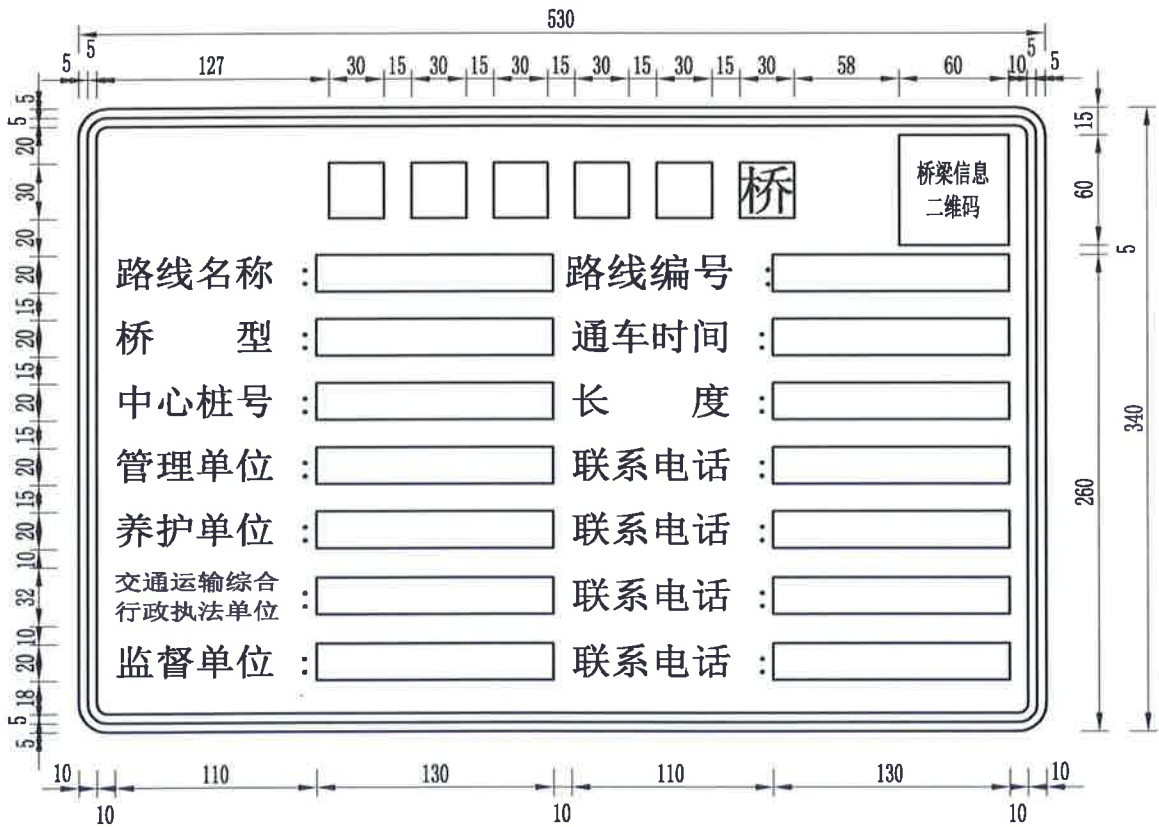 530
5 5 127 30 15 30 15 30 15 30 15 30 15 30 58 60 10 5 5
5 5 20 30 20 20 15 20 15 20 15 20 15 20 10 32 10 20 18 5 5
15 60 5 260
340
桥
桥梁信息
二维码
路线名称: 路线编号:
桥 型: 通车时间:
中心桩号: 长 度:
管理单位: 联系电话:
养护单位: 联系电话:
交通运输综合
行政执法单位: 联系电话:
监督单位: 联系电话:
10 110 130 110 130 10
10 10 10